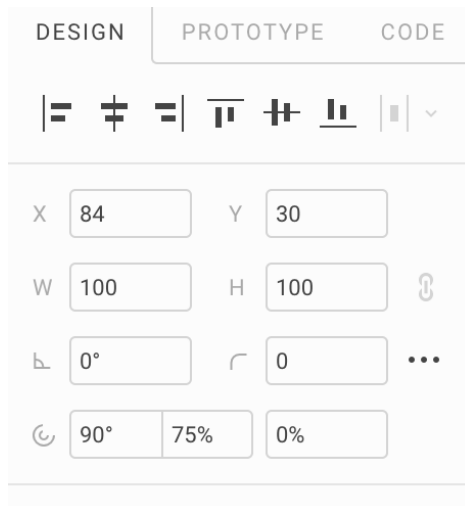 DESIGN PROTOTYPE CODE
X 84 Y 30
W 100 H 100
0° 0
90° 75% 0%